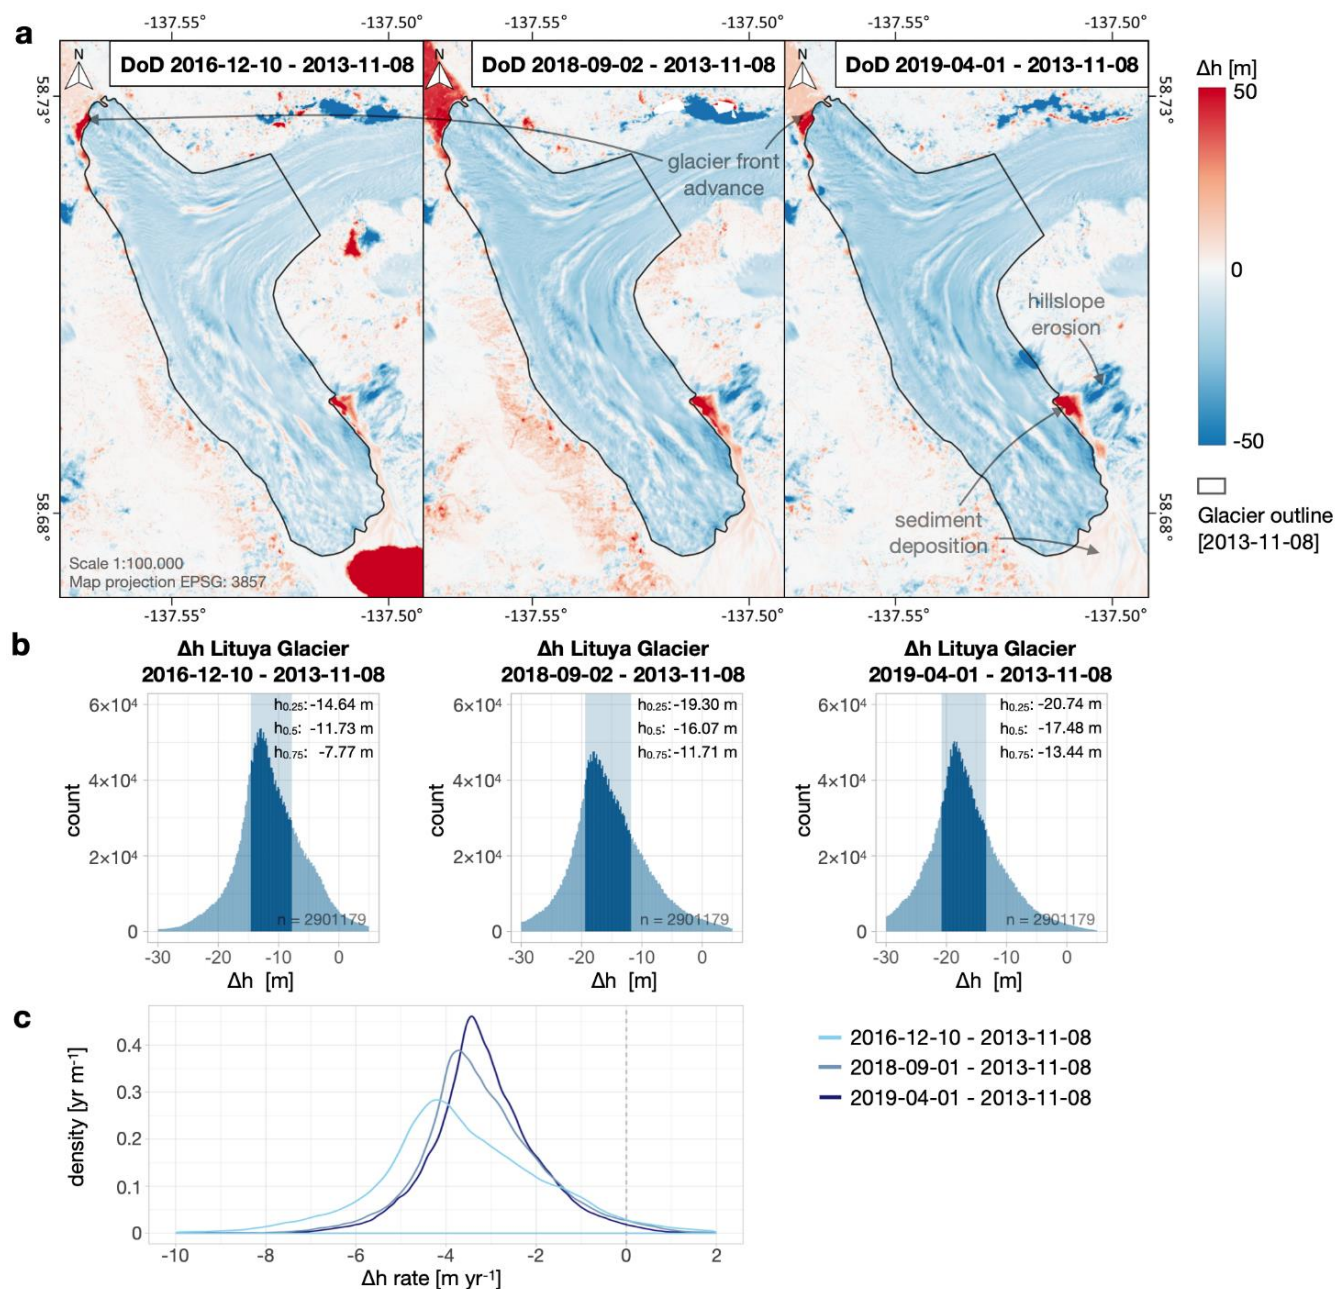 a
-137.55° -137.50° -137.55° -137.50° -137.55° -137.50°
N DoD 2016-12-10 - 2013-11-08
N DoD 2018-09-02 - 2013-11-08
N DoD 2019-04-01 - 2013-11-08
58.73°
58.73°
glacier front
advance
hillslope
erosion
sediment
deposition
58.68°
58.68°
Scale 1:100.000
Map projection EPSG: 3857
-137.55° -137.50° -137.55° -137.50° -137.55° -137.50°
Δh [m]
50
0
-50
Glacier outline
[2013-11-08]
b
Δh Lituya Glacier
2016-12-10 - 2013-11-08
h0.25: -14.64 m
h0.5: -11.73 m
h0.75: -7.77 m
6×10⁴
4×10⁴
2×10⁴
0
count
n = 2901179
-30 -20 -10 0
Δh [m]
Δh Lituya Glacier
2018-09-02 - 2013-11-08
h0.25: -19.30 m
h0.5: -16.07 m
h0.75: -11.71 m
6×10⁴
4×10⁴
2×10⁴
0
count
n = 2901179
-30 -20 -10 0
Δh [m]
Δh Lituya Glacier
2019-04-01 - 2013-11-08
h0.25: -20.74 m
h0.5: -17.48 m
h0.75: -13.44 m
6×10⁴
4×10⁴
2×10⁴
0
count
n = 2901179
-30 -20 -10 0
Δh [m]
c
density [yr m⁻¹]
0.4
0.3
0.2
0.1
0
-10 -8 -6 -4 -2 0 2
Δh rate [m yr⁻¹]
2016-12-10 - 2013-11-08
2018-09-01 - 2013-11-08
2019-04-01 - 2013-11-08